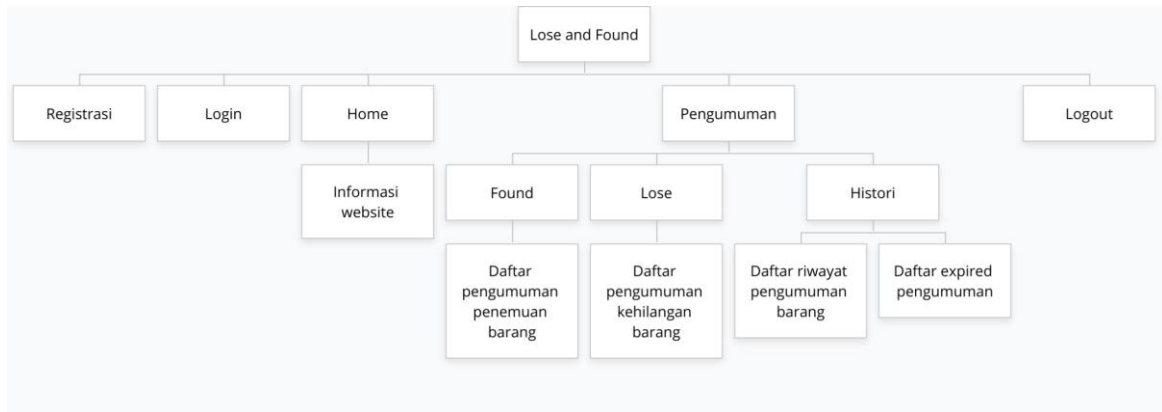 Lose and Found
Registrasi
Login
Home
Pengumuman
Logout
Informasi
website
Found
Lose
Histori
Daftar
pengumuman
penemuan
barang
Daftar
pengumuman
kehilangan
barang
Daftar riwayat
pengumuman
barang
Daftar expired
pengumuman